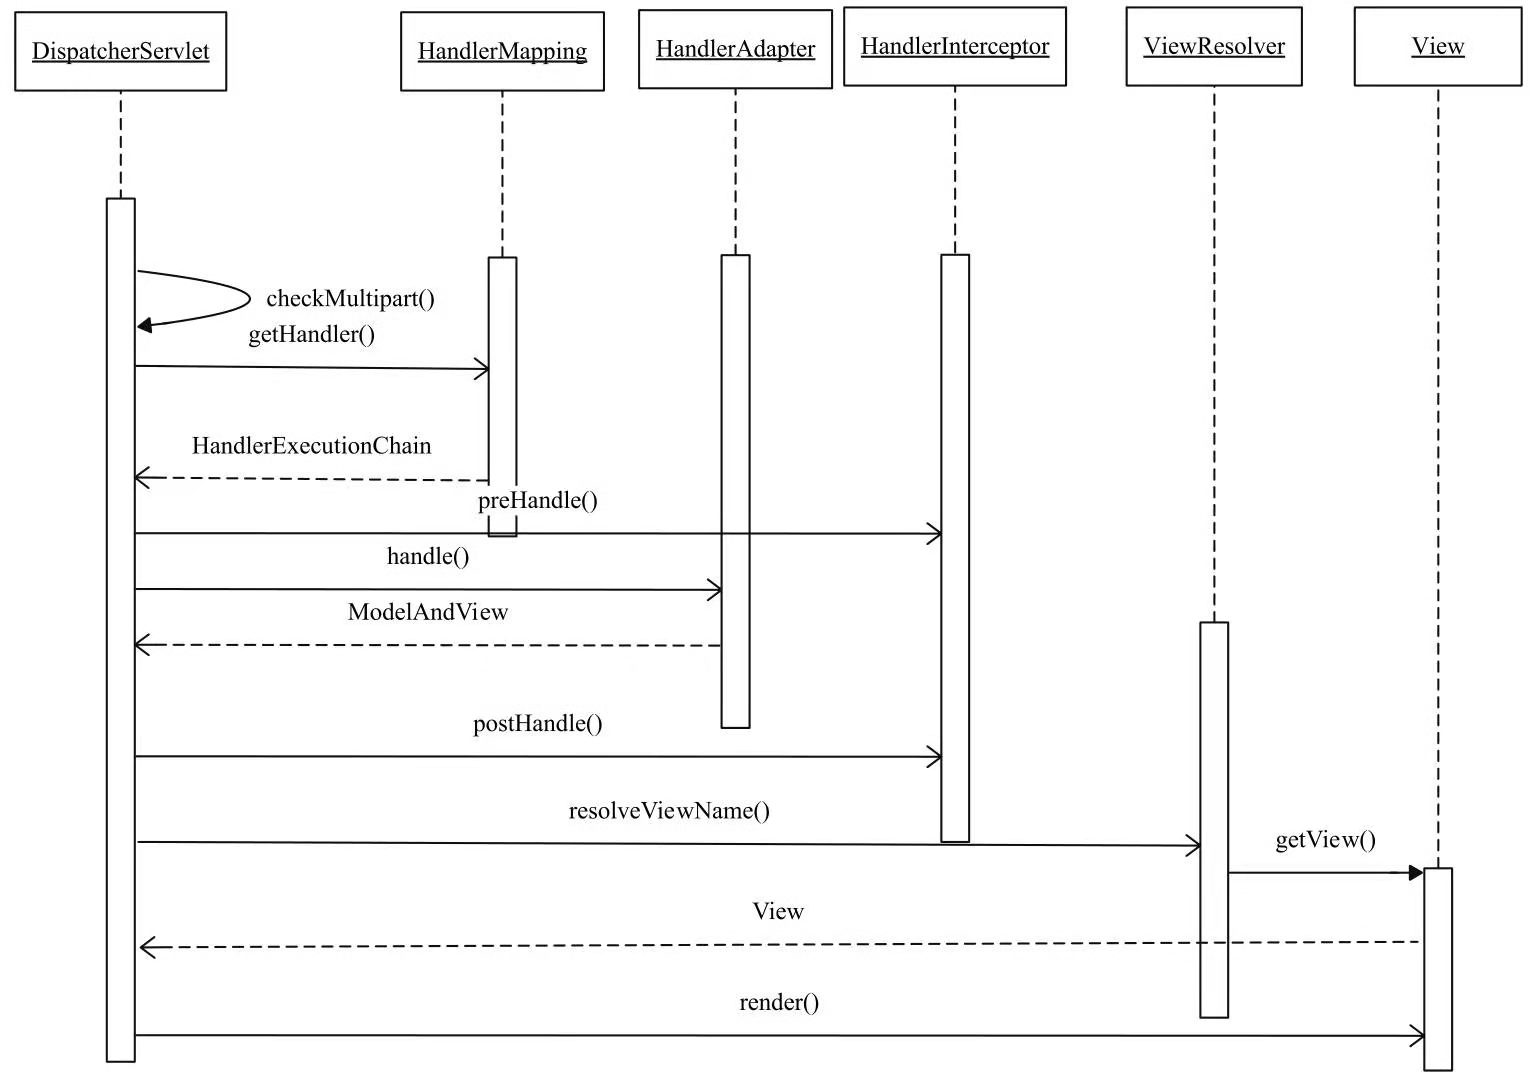 DispatcherServlet
HandlerMapping
HandlerAdapter
HandlerInterceptor
ViewResolver
View
checkMultipart()
getHandler()
HandlerExecutionChain
preHandle()
handle()
ModelAndView
postHandle()
resolveViewName()
getView()
View
render()